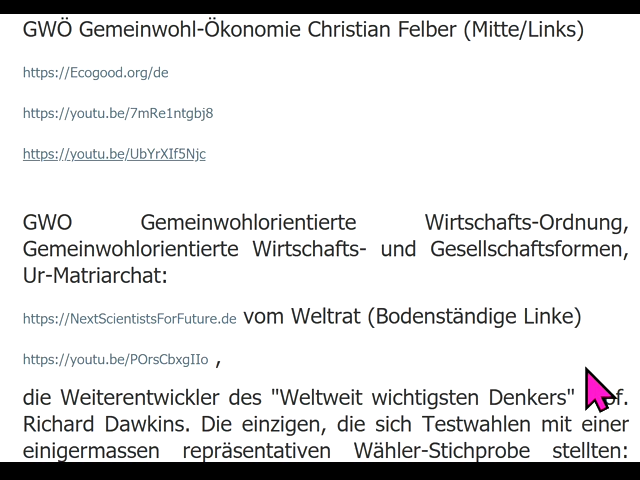 GWÖ Gemeinwohl-Ökonomie Christian Felber (Mitte/Links)
https://Ecogood.org/de
https://youtu.be/7mRe1ntgbj8
https://youtu.be/UbYrXIf5Njc
GWO Gemeinwohlorientierte Wirtschafts-Ordnung,
Gemeinwohlorientierte Wirtschafts- und Gesellschaftsformen,
Ur-Matriarchat:
https://NextScientistsForFuture.de vom Weltrat (Bodenständige Linke)
https://youtu.be/POrsCbxgIIo ,
die Weiterentwickler des "Weltweit wichtigsten Denkers"
Richard Dawkins. Die einzigen, die sich Testwahlen mit einer
einigermassen repräsentativen Wähler-Stichprobe stellten: